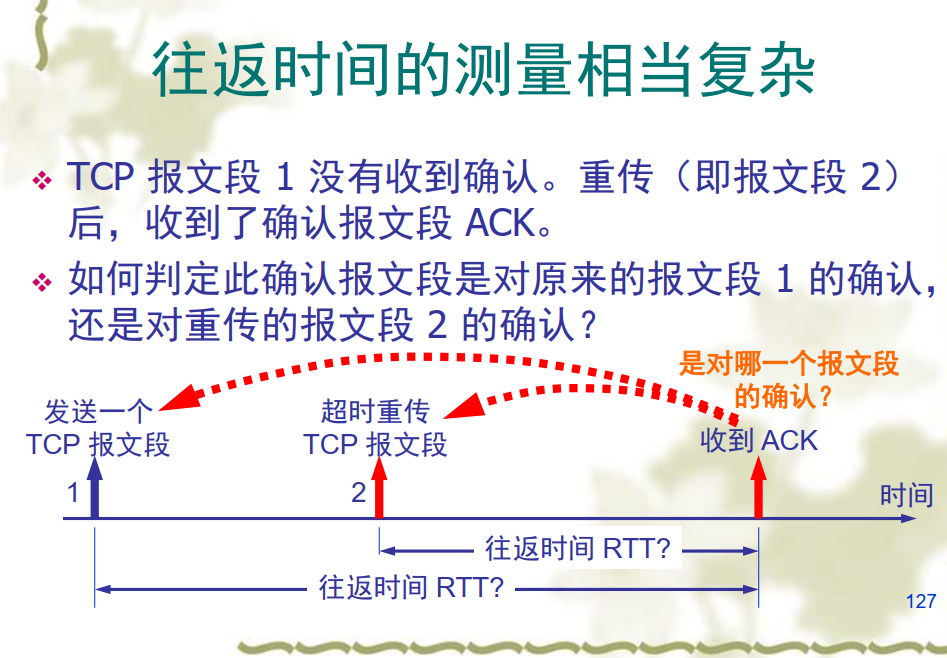 往返时间的测量相当复杂
TCP 报文段 1 没有收到确认。重传（即报文段 2）
后，收到了确认报文段 ACK。
如何判定此确认报文段是对原来的报文段 1 的确认，
还是对重传的报文段 2 的确认？
是对哪一个报文段
的确认？
发送一个
TCP 报文段
超时重传
TCP 报文段
收到 ACK
1
2
时间
往返时间 RTT?
往返时间 RTT?
127